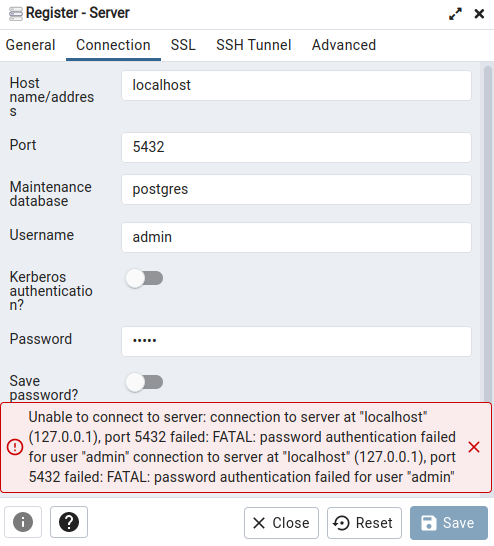 Register - Server
General Connection SSL SSH Tunnel Advanced
Host
name/addres
s
localhost
Port
5432
Maintenance
database
postgres
Username
admin
Kerberos
authenticatio
n?
Password
•••••
Save
password?
Unable to connect to server: connection to server at "localhost"
(127.0.0.1), port 5432 failed: FATAL: password authentication failed
for user "admin" connection to server at "localhost" (127.0.0.1), port
5432 failed: FATAL: password authentication failed for user "admin"
Close Reset Save